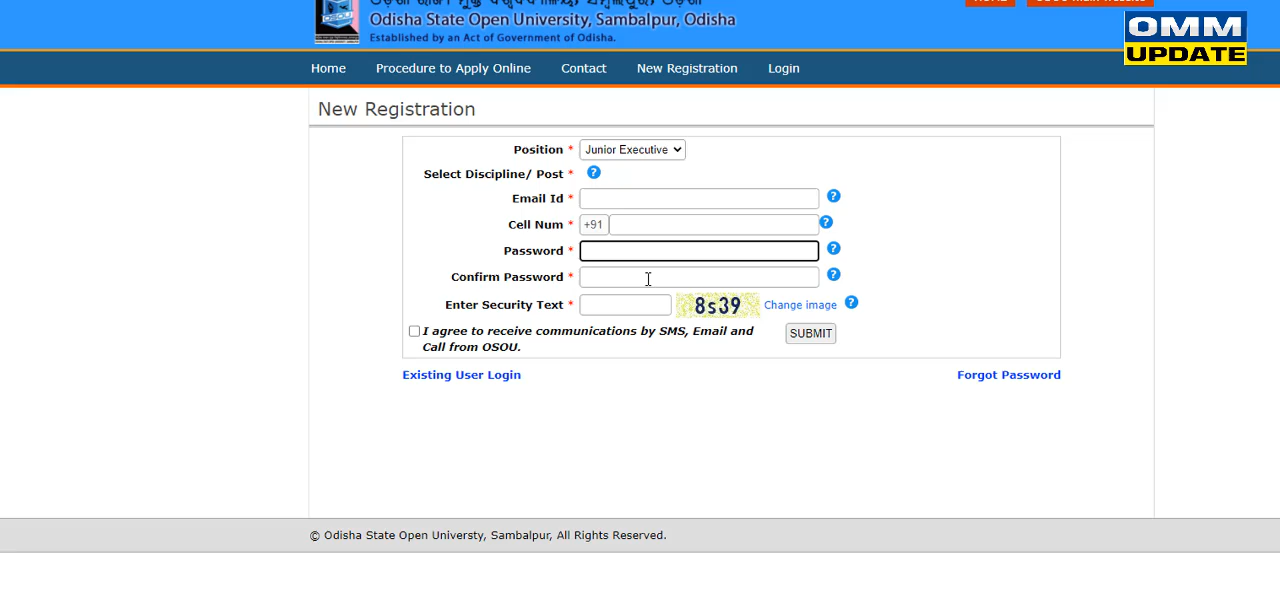 Odisha State Open University, Sambalpur, Odisha
Established by an Act of Government of Odisha.
OMM
UPDATE
Home Procedure to Apply Online Contact New Registration Login
New Registration
Position * Junior Executive
Select Discipline/ Post * ?
Email Id * ?
Cell Num * +91 ?
Password * ?
Confirm Password * ?
Enter Security Text * 8s39 Change image ?
I agree to receive communications by SMS, Email and SUBMIT
Call from OSOU.
Existing User Login Forgot Password
© Odisha State Open Universty, Sambalpur, All Rights Reserved.